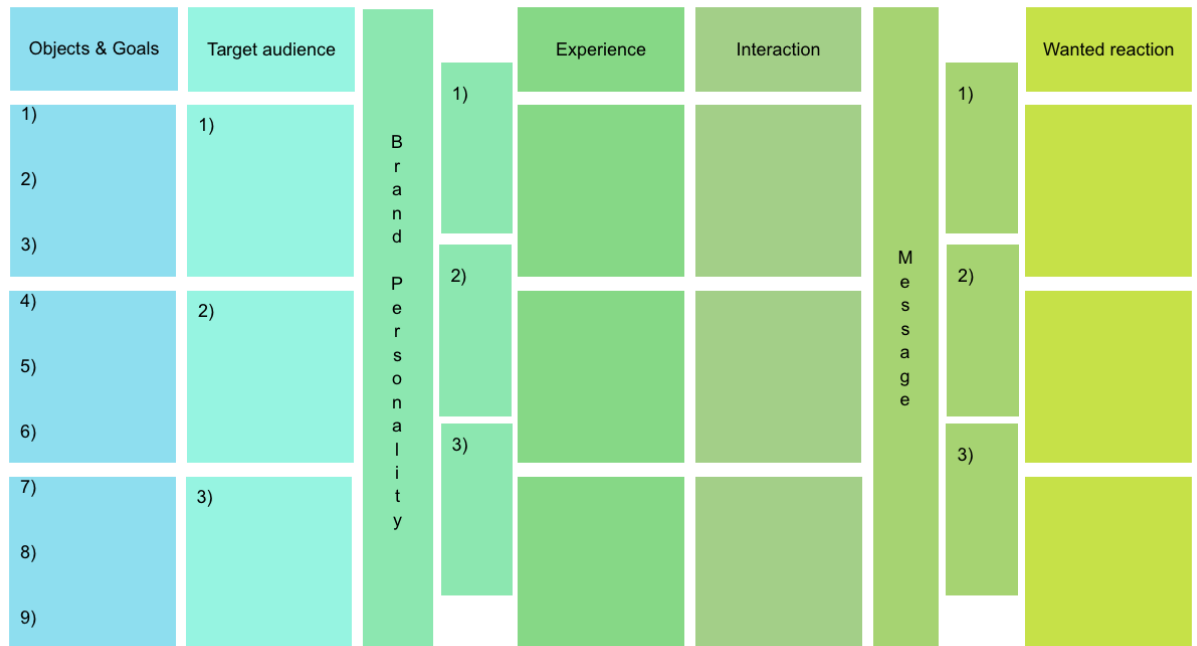 Objects & Goals
Target audience
Brand Personality
Experience
Interaction
Message
Wanted reaction
1)
2)
3)
4)
5)
6)
7)
8)
9)
1)
2)
3)
1)
2)
3)
1)
2)
3)